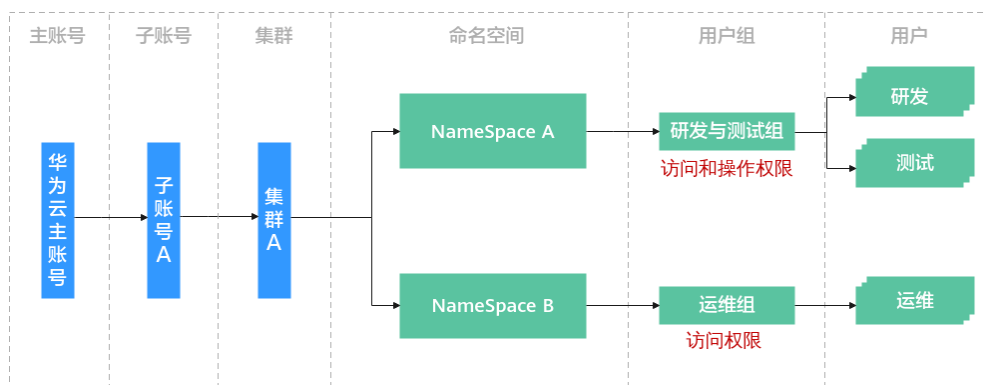 主账号
子账号
集群
命名空间
用户组
用户
华为云主账号
子账号A
集群A
NameSpace A
研发与测试组
访问和操作权限
研发
测试
NameSpace B
运维组
访问权限
运维